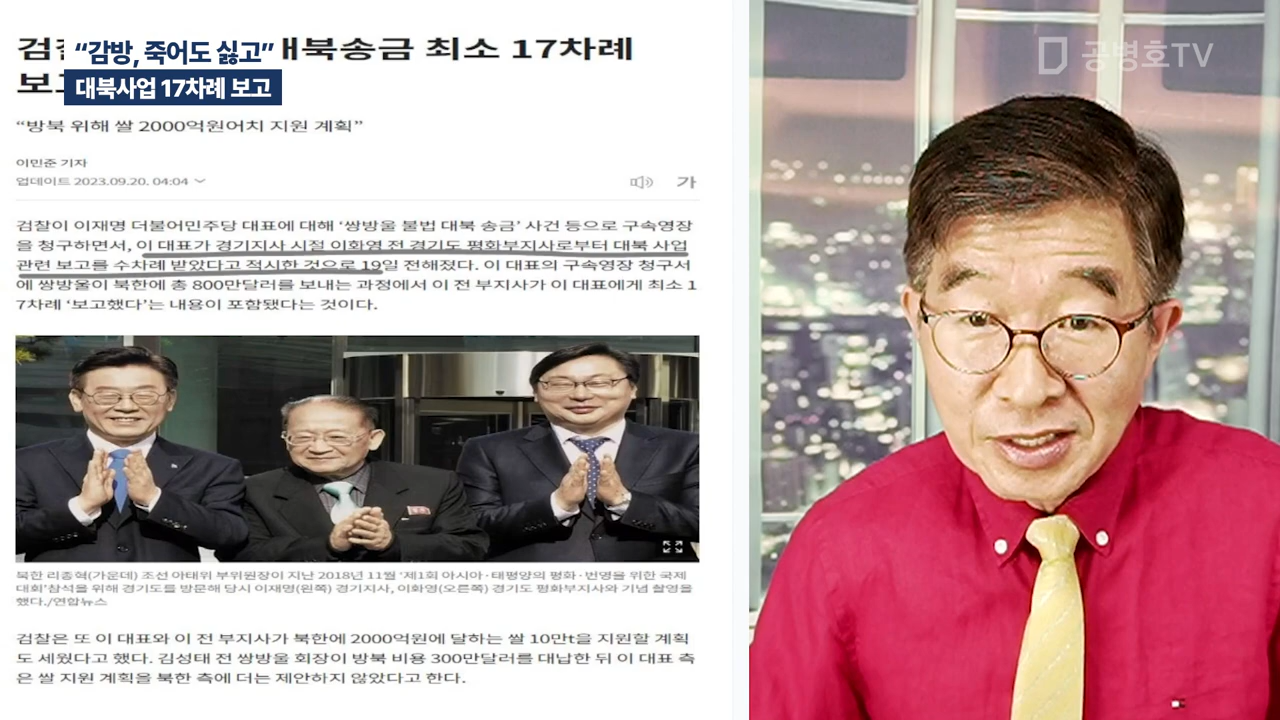 “감방, 죽어도 싫고”
대북사업 17차례 보고
대북송금 최소 17차례
“방북 위해 쌀 2000억원어치 지원 계획”
이민준 기자
업데이트 2023.09.20. 04:04
가
검찰이 이재명 더불어민주당 대표에 대해 ‘쌍방울 불법 대북 송금’ 사건 등으로 구속영장
을 청구하면서, 이 대표가 경기지사 시절 이화영 전 경기도 평화부지사로부터 대북 사업
관련 보고를 수차례 받았다고 적시한 것으로 19일 전해졌다. 이 대표의 구속영장 청구서
에 쌍방울이 북한에 총 800만달러를 보내는 과정에서 이 전 부지사가 이 대표에게 최소 1
7차례 ‘보고했다’는 내용이 포함됐다는 것이다.
북한 리종혁(가운데) 조선 아태위 부위원장이 지난 2018년 11월 ‘제1회 아시아·태평양의 평화·번영을 위한 국제
대회’참석을 위해 경기도를 방문해 당시 이재명(왼쪽) 경기지사, 이화영(오른쪽) 경기도 평화부지사와 기념 촬영을
했다./연합뉴스
검찰은 또 이 대표와 이 전 부지사가 북한에 2000억원에 달하는 쌀 10만t을 지원할 계획
도 세웠다고 했다. 김성태 전 쌍방울 회장이 방북 비용 300만달러를 대납한 뒤 이 대표 측
은 쌀 지원 계획을 북한 측에 더는 제안하지 않았다고 한다.
공병호TV